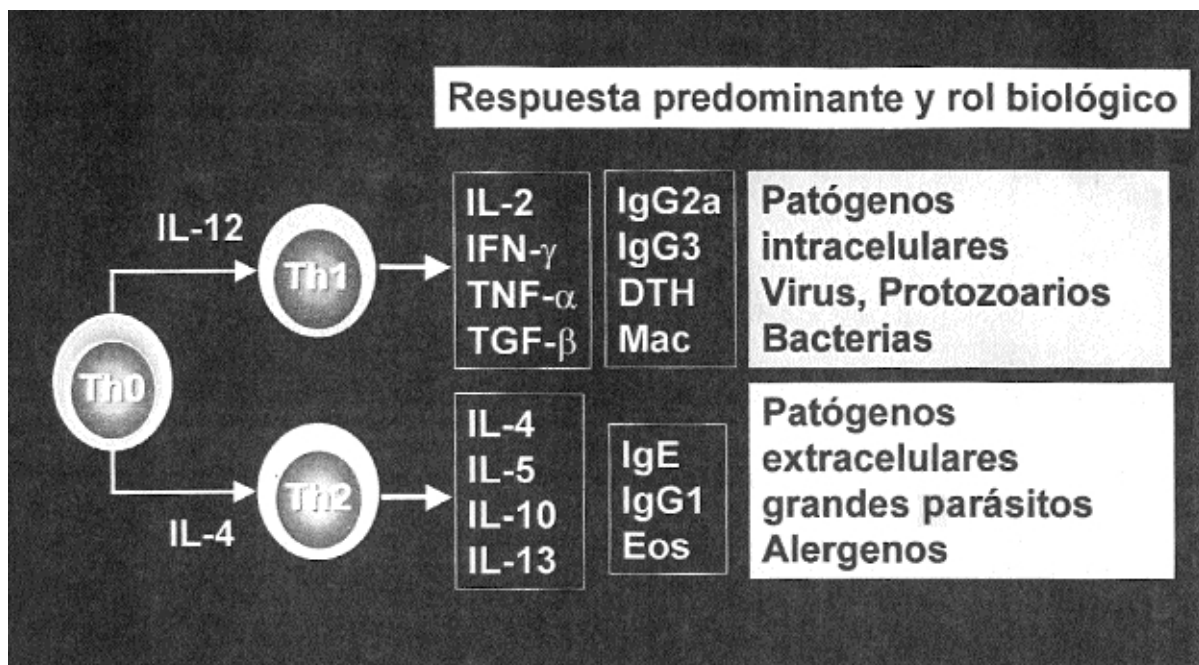 Respuesta predominante y rol biológico
IL-12
Th1
IL-2
IFN-γ
TNF-α
TGF-β
IgG2a
IgG3
DTH
Mac
Patógenos
intracelulares
Virus, Protozoarios
Bacterias
Th0
IL-4
Th2
IL-4
IL-5
IL-10
IL-13
IgE
IgG1
Eos
Patógenos
extracelulares
grandes parásitos
Alergenos